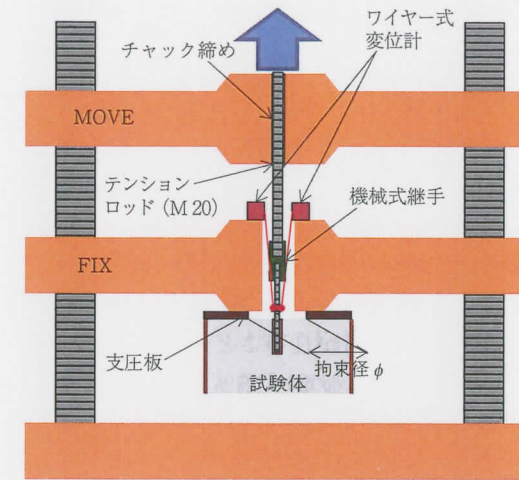 ワイヤー式
変位計
チャック締め
MOVE
テンション
ロッド（M 20）
機械式継手
FIX
支圧板
試験体
拘束径φ